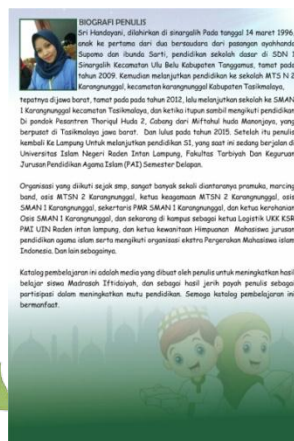 BIOGRAFI PENULIS
Sri Handayani, dilahirkan di sinargalih Pada tanggal 14 maret 1996,
anak ke pertama dari dua bersaudara dari pasangan ayahhanda
Supomo dan ibunda Sarti, pendidikan sekolah dasar di SDN 1
Sinargalih Kecamatan Ulu Belu Kabupaten Tanggamus, tamat pada
tahun 2009. Kemudian melanjutkan pendidikan ke sekolah MTS N 2
Karangnunggal, kecamatan karangnunggal Kabupaten Tasikmalaya,
tepatnya di jawa barat, tamat pada pada tahun 2012, lalu melanjutkan sekolah ke SMAN
1 Karangnunggal kecamatan Tasikmalaya, dan ketika itupun sambil mengikuti pendidikan
Di pondok Pesantren Thoriqul Huda 2, Cabang dari Miftahul huda Manonjaya, yang
berpusat di Tasikmalaya jawa barat. Dan lulus pada tahun 2015. Setelah itu penulis
kembali Ke Lampung Untuk melanjutkan pendidikan S1, yang saat ini sedang berjalan di
Universitas Islam Negeri Raden Intan Lampung, Fakultas Tarbiyah Dan Keguruan
Jurusan Pendidikan Agama Islam (PAI) Semester Delapan.
Organisasi yang diikuti sejak smp, sangat banyak sekali diantaranya pramuka, marcing
band, osis MTSN 2 Karangnunggal, ketua keagamaan MTSN 2 Karangnunggal, osis
SMAN 1 Karangnunggal, sekertaris PMR SMAN 1 Karangnunggal, dan ketua kerohanian
Osis SMAN 1 Karangnunggal, dan sekarang di kampus sebagai ketua Logistik UKK KSR
PMI UIN Raden intan lampung, dan ketua kewanitaan Himpuanan Mahasiswa jurusan
pendidikan agama islam serta mengikuti organisasi ekstra Pergerakan Mahasiswa islam
Indonesia, Dan lain sebagainya.
Katalog pembelajaran ini adalah media yang dibuat oleh penulis untuk meningkatkan hasil
belajar siswa Madrasah Iftidaiyah, dan sebagai hasil jerih payah penulis sebagai
partisipasi dalam meningkatkan mutu pendidikan. Semoga katalog pembelajaran ini
bermanfaat.